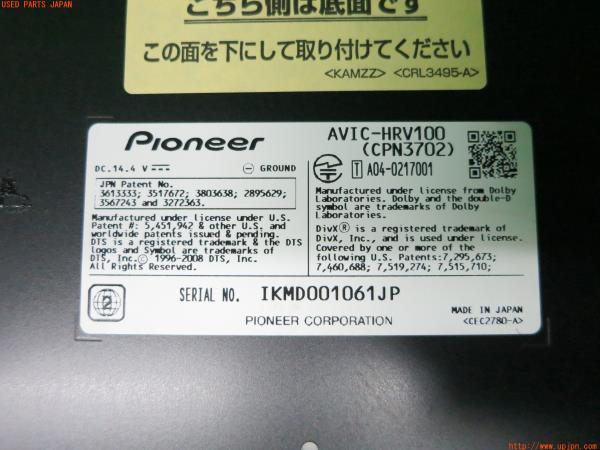 USED PARTS JAPAN
こちら側は底面です
この面を下にして取り付けてください
<KAMZZ> <CRL3495-A>
Pioneer
AVIC-HRV100
(CPN3702)
DC.14.4 V
GROUND
T A04-0217001
JPN Patent No.
3613333; 3517672; 3803638; 2895629;
3567243 and 3272363.
Manufactured under license under U.S.
Patent #: 5,451,942 & other U.S. and
worldwide patents issued & pending.
DTS is a registered trademark & the DTS
logos and Symbol are trademarks of
DTS, Inc.© 1996-2008 DTS, Inc.
All Rights Reserved.
Manufactured under license from Dolby
Laboratories. Dolby and the double-D
symbol are trademarks of Dolby
Laboratories.
DivX® is a registered trademark of
DivX, Inc., and is used under license.
Covered by one or more of the
following U.S. Patents:7,295,673;
7,460,688; 7,519,274; 7,515,710;
2
SERIAL NO. IKMD001061JP
PIONEER CORPORATION
MADE IN JAPAN
<CEC2780-A>
http://www.upjpn.com/